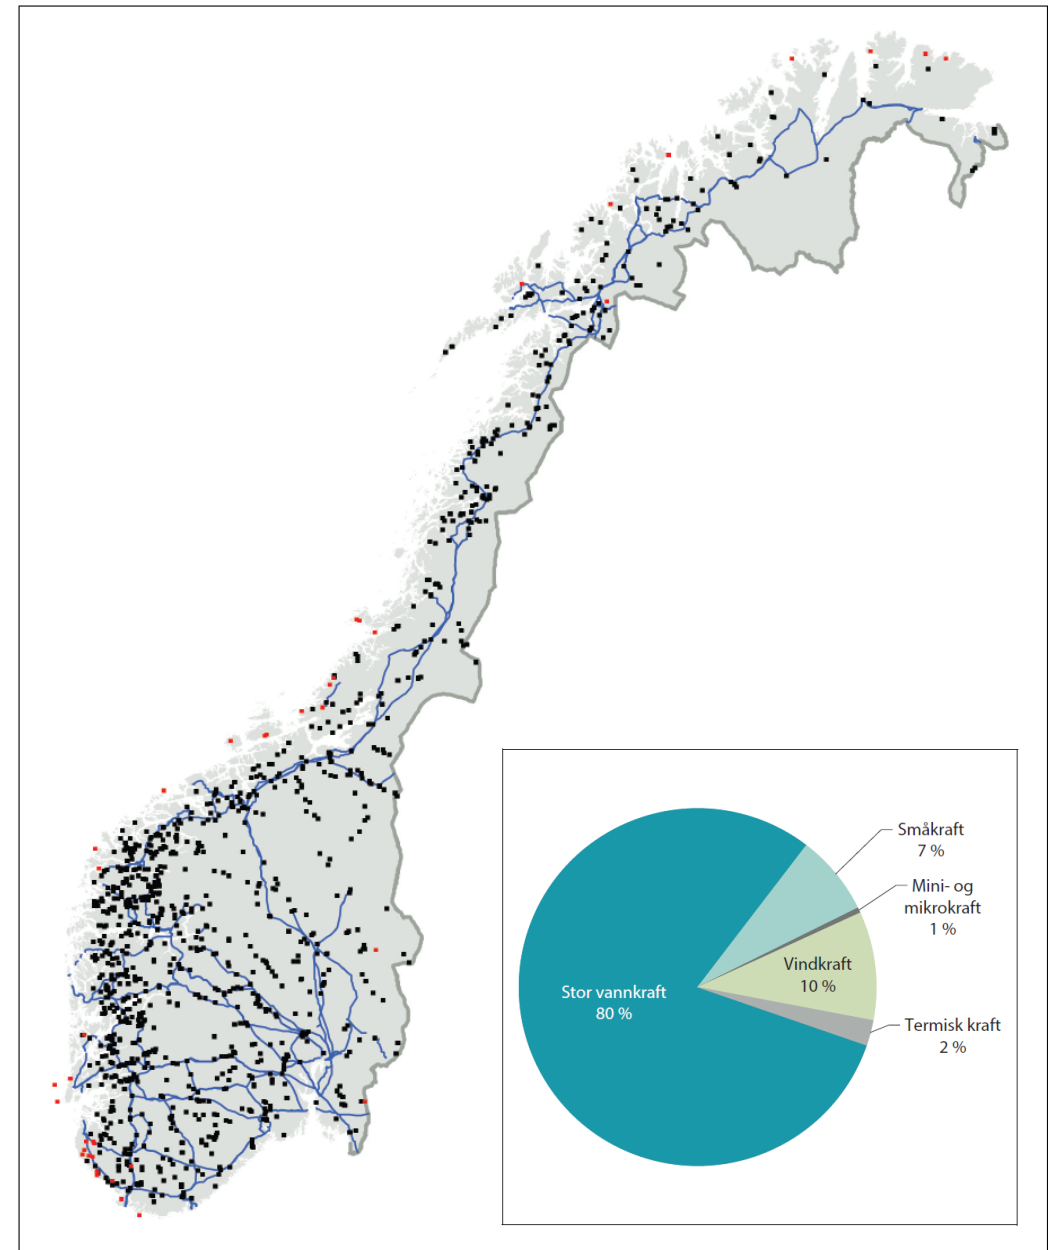 Småkraft
7 %
Mini- og
mikrokraft
1 %
Vindkraft
10 %
Stor vannkraft
80 %
Termisk kraft
2 %